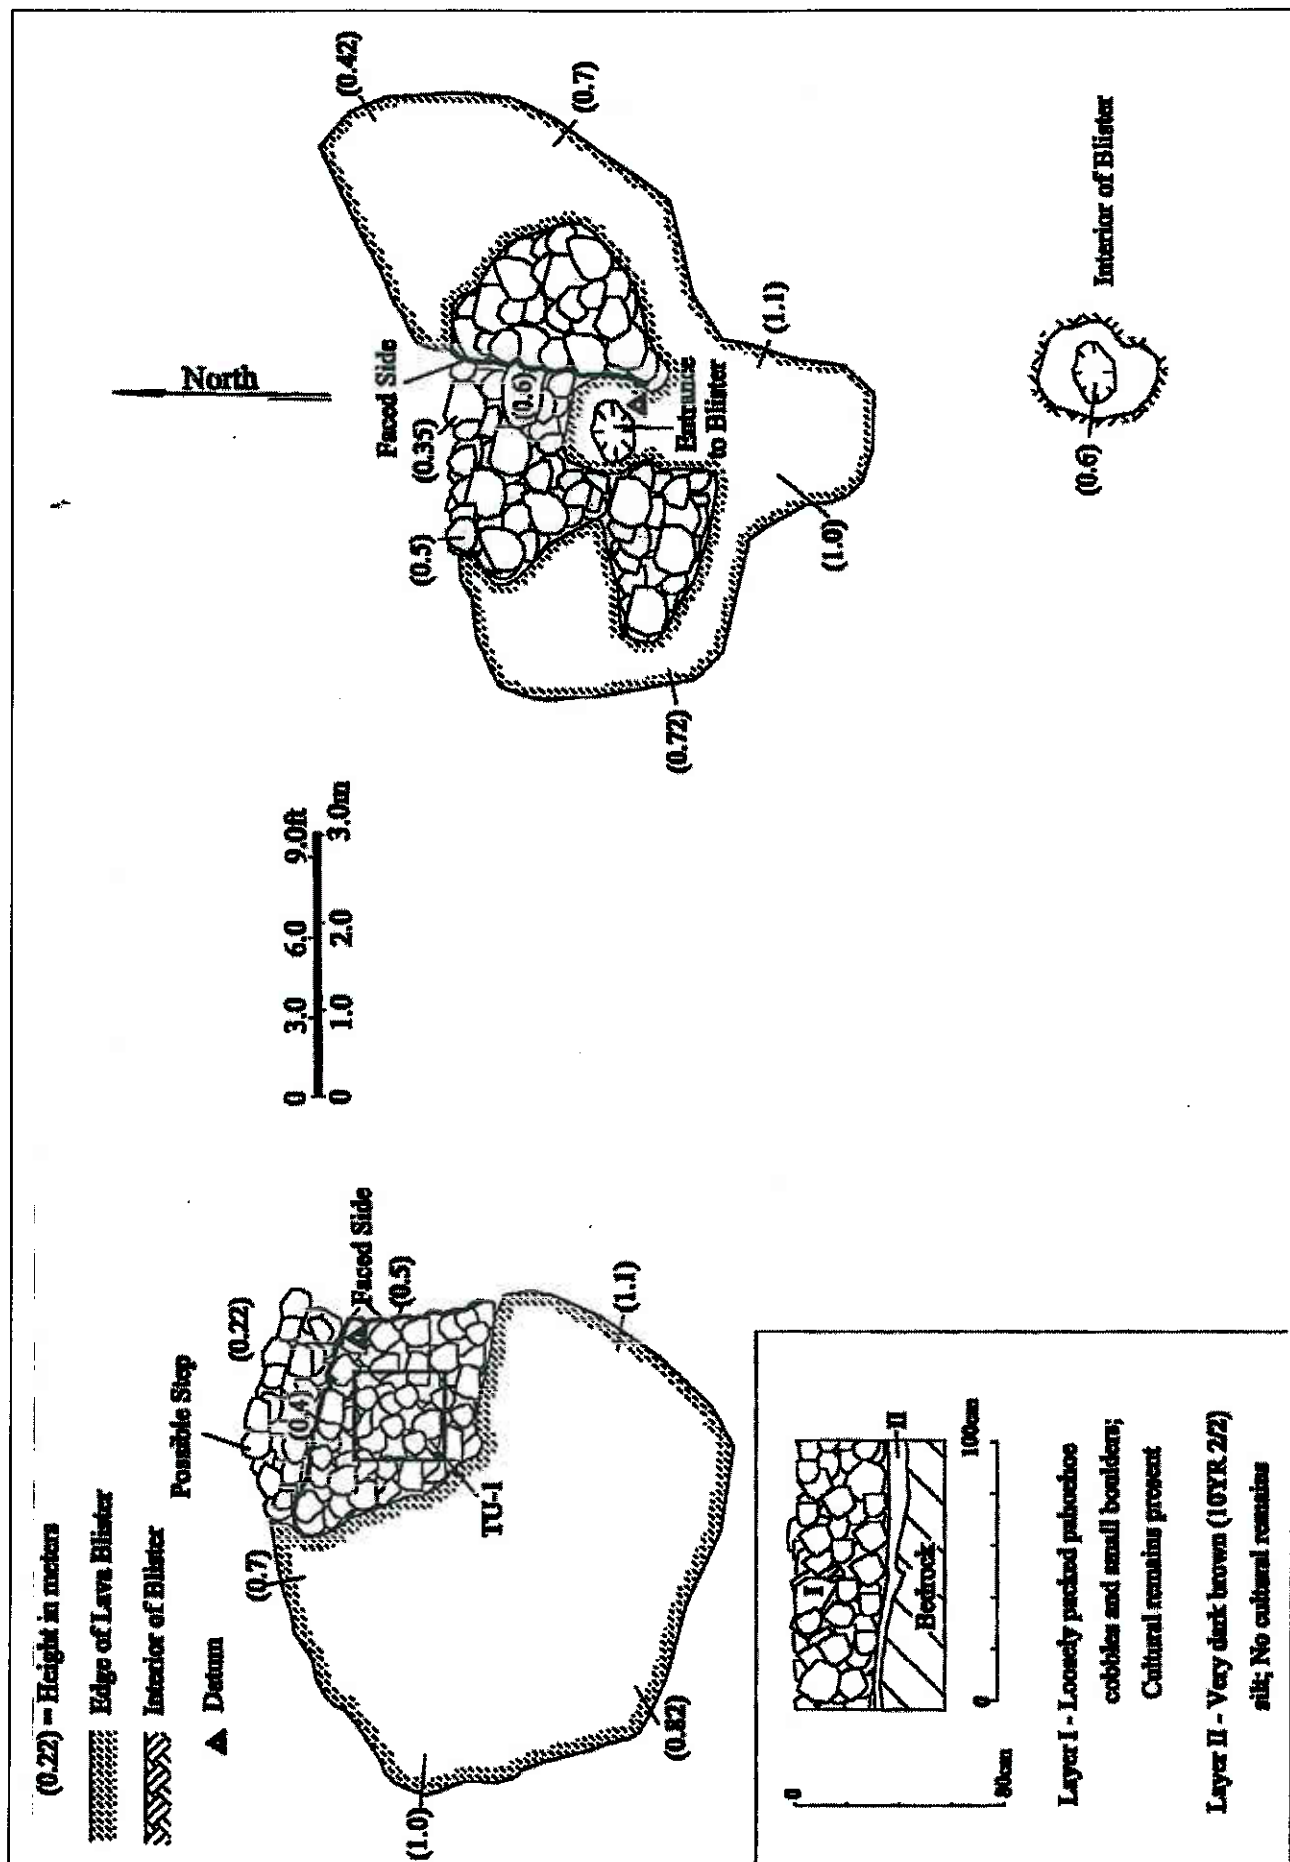 (0.22) = Height in meters
Edge of Lava Blister
Interior of Blister
Datum
Possible Step
(0.22)
(0.4)
Faced Side
(0.5)
(0.7)
TU-1
(1.1)
(1.0)
(0.82)
0 3.0 6.0 9.0ft
0 1.0 2.0 3.0m
North
Faced Side
(0.42)
(0.7)
(0.35)
(0.6)
(0.5)
Entrance
to Blister
(1.1)
(1.0)
(0.72)
Interior of Blister
(0.6)
0
80cm
I
II
Bedrock
0
100cm
Layer I - Loosely packed pahoehoe
cobbles and small boulders;
Cultural remains present
Layer II - Very dark brown (10YR 2/2)
silt; No cultural remains